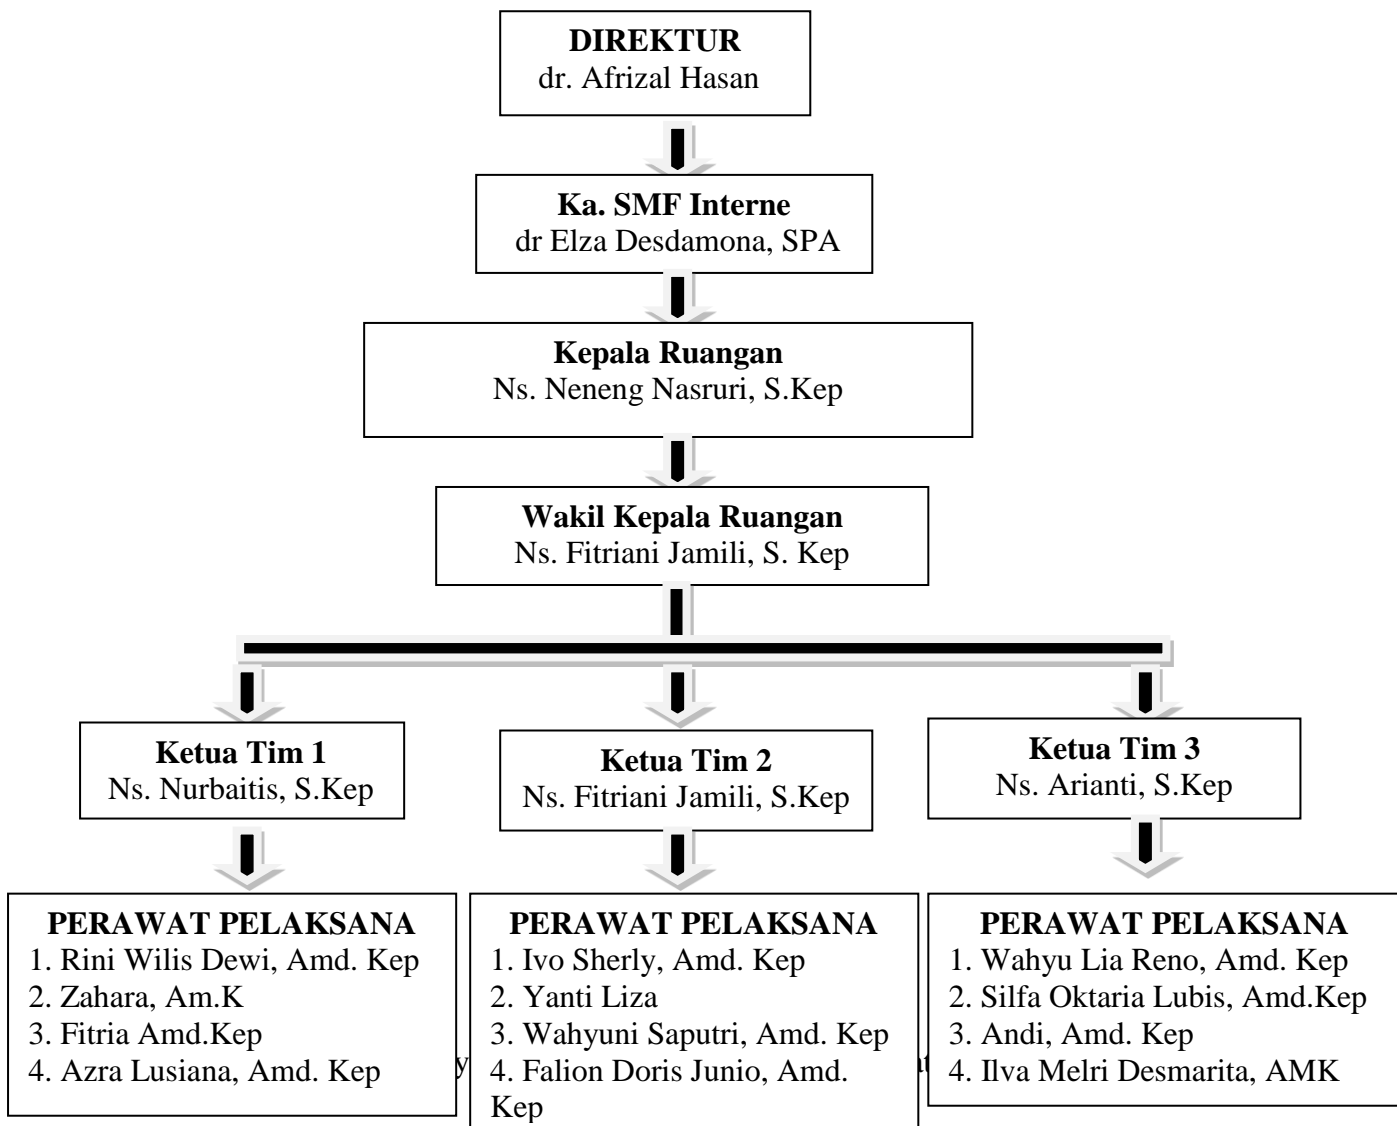 DIREKTUR
dr. Afrizal Hasan
Ka. SMF Interne
dr Elza Desdamona, SPA
Kepala Ruangan
Ns. Neneng Nasruri, S.Kep
Wakil Kepala Ruangan
Ns. Fitriani Jamili, S. Kep
Ketua Tim 1
Ns. Nurbaitis, S.Kep
Ketua Tim 2
Ns. Fitriani Jamili, S.Kep
Ketua Tim 3
Ns. Arianti, S.Kep
PERAWAT PELAKSANA
1. Rini Wilis Dewi, Amd. Kep
2. Zahara, Am.K
3. Fitria Amd.Kep
4. Azra Lusiana, Amd. Kep
PERAWAT PELAKSANA
1. Ivo Sherly, Amd. Kep
2. Yanti Liza
3. Wahyuni Saputri, Amd. Kep
4. Falion Doris Junio, Amd.
Kep
PERAWAT PELAKSANA
1. Wahyu Lia Reno, Amd. Kep
2. Silfa Oktaria Lubis, Amd.Kep
3. Andi, Amd. Kep
4. Ilva Melri Desmarita, AMK